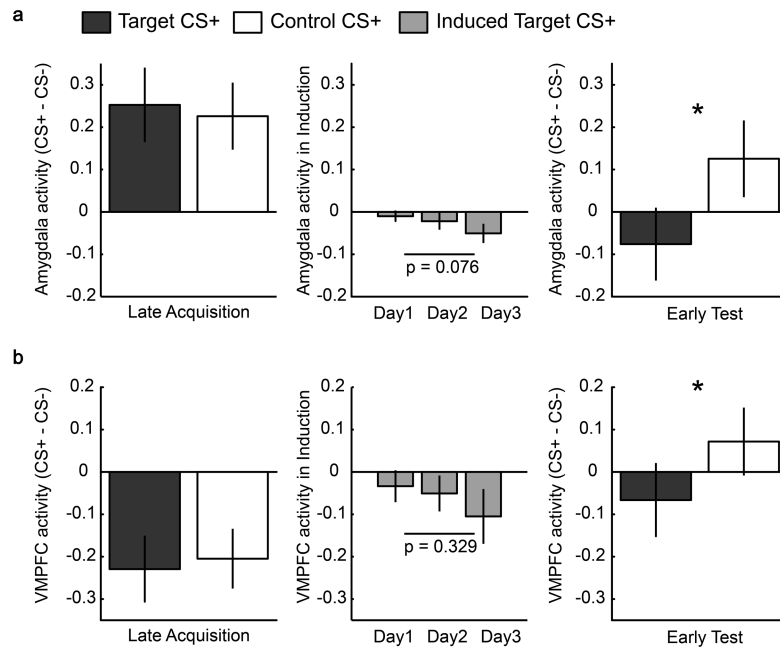 a
Target CS+ Control CS+ Induced Target CS+
Amygdala activity (CS+ - CS-)
0.3
0.2
0.1
0
-0.1
-0.2
Late Acquisition
Amygdala activity in Induction
0.3
0.2
0.1
0
-0.1
-0.2
p = 0.076
Day1 Day2 Day3
Amygdala activity (CS+ - CS-)
0.3
0.2
0.1
0
-0.1
-0.2
*
Early Test
b
VMPFC activity (CS+ - CS-)
0.2
0.1
0
-0.1
-0.2
-0.3
Late Acquisition
VMPFC activity in Induction
0.2
0.1
0
-0.1
-0.2
-0.3
p = 0.329
Day1 Day2 Day3
VMPFC activity (CS+ - CS-)
0.2
0.1
0
-0.1
-0.2
-0.3
*
Early Test